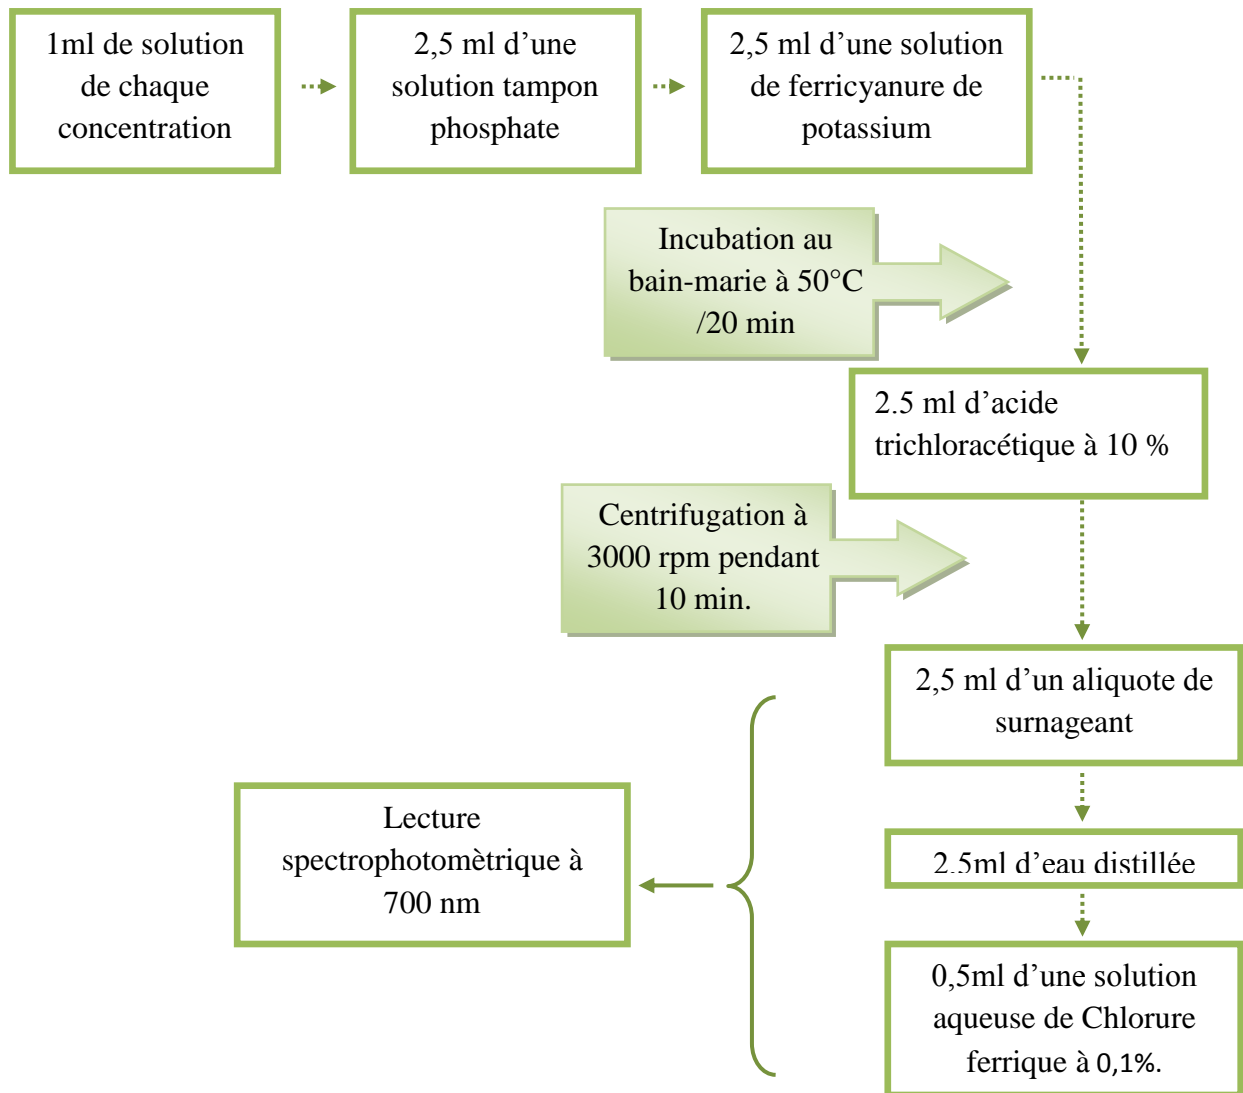 1ml de solution
de chaque
concentration
2,5 ml d’une
solution tampon
phosphate
2,5 ml d’une solution
de ferricyanure de
potassium
Incubation au
bain-marie à 50°C
/20 min
2.5 ml d’acide
trichloracétique à 10 %
Centrifugation à
3000 rpm pendant
10 min.
2,5 ml d’un aliquote de
surnageant
2.5ml d’eau distillée
0,5ml d’une solution
aqueuse de Chlorure
ferrique à 0,1%.
Lecture
spectrophotomètrique à
700 nm